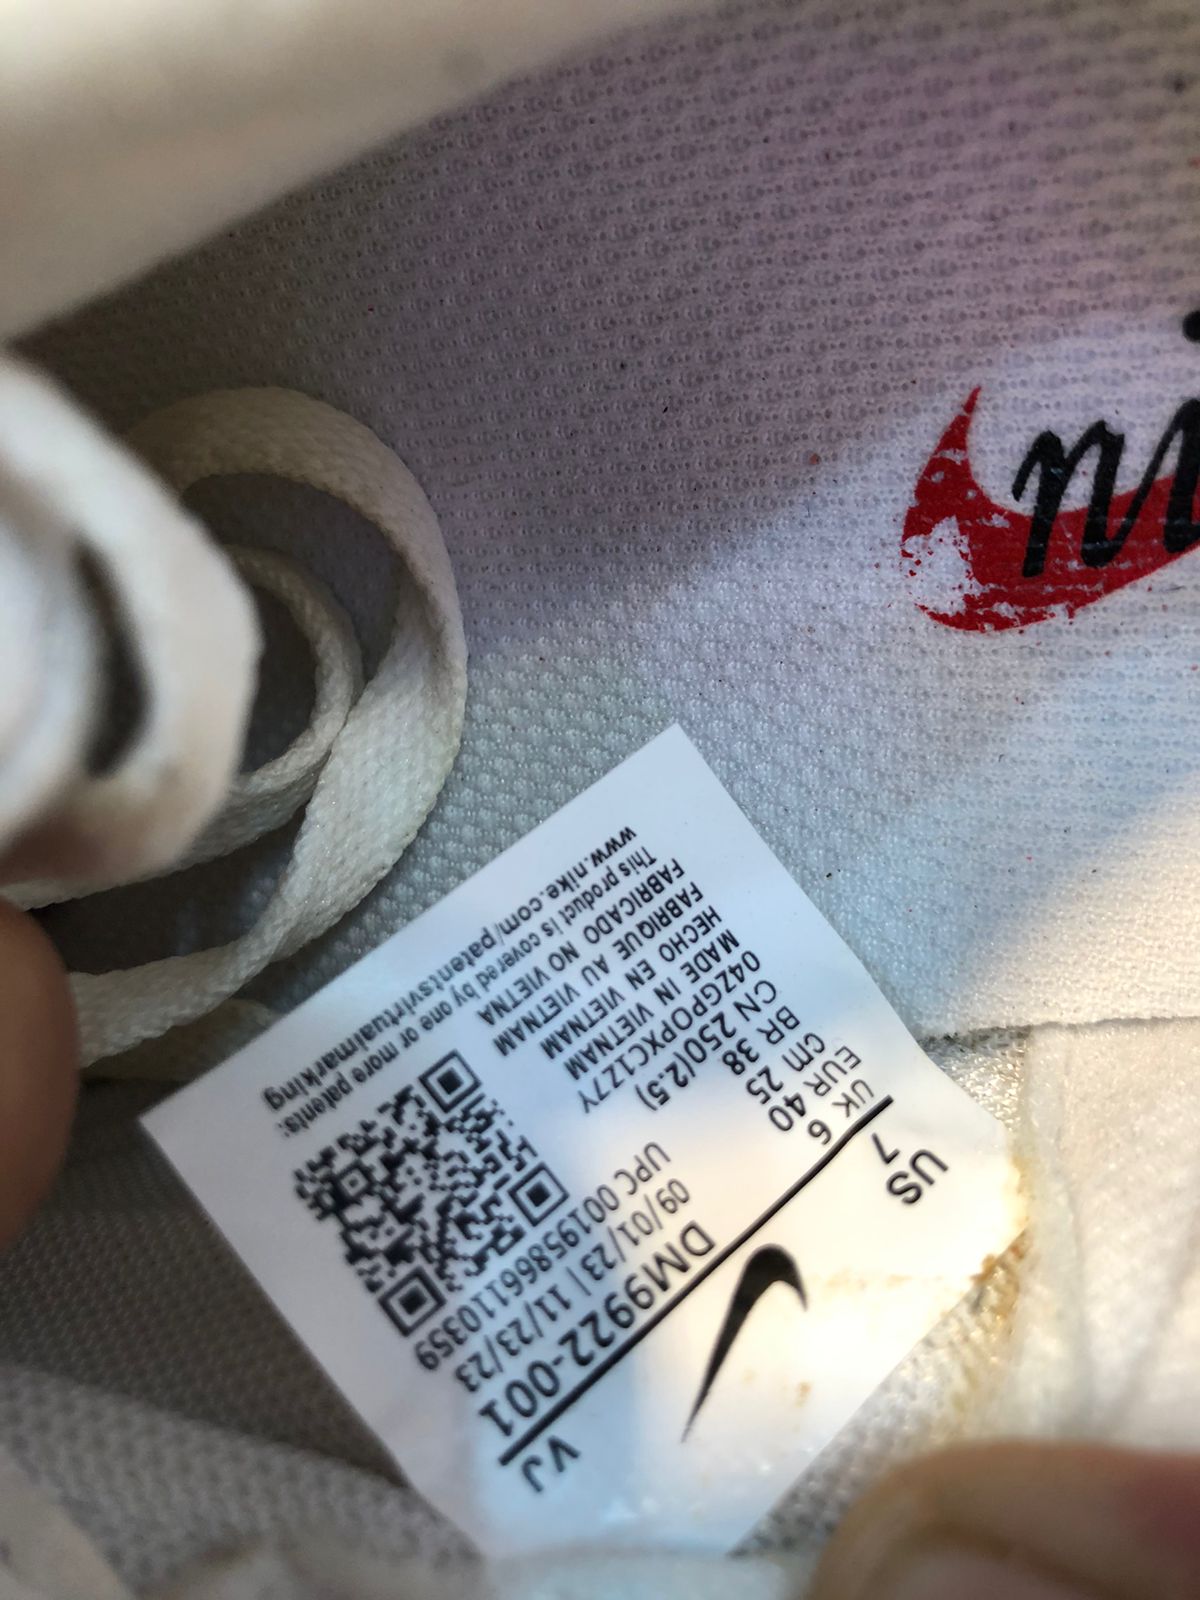 ni
US
7
UK 6
EUR 40
cm 25
BR 38
CN 250(2.5)
04ZGPOPXC1Z7Y
MADE IN VIETNAM
HECHO EN VIETNAM
FABRIQUE AU VIETNAM
FABRICADO NO VIETNA
This product is covered by one or more patents:
www.nike.com/patentsvirtualmarking
VJ
DM9922-001
09/01/23 | 11/23/23
UPC 00195866110359